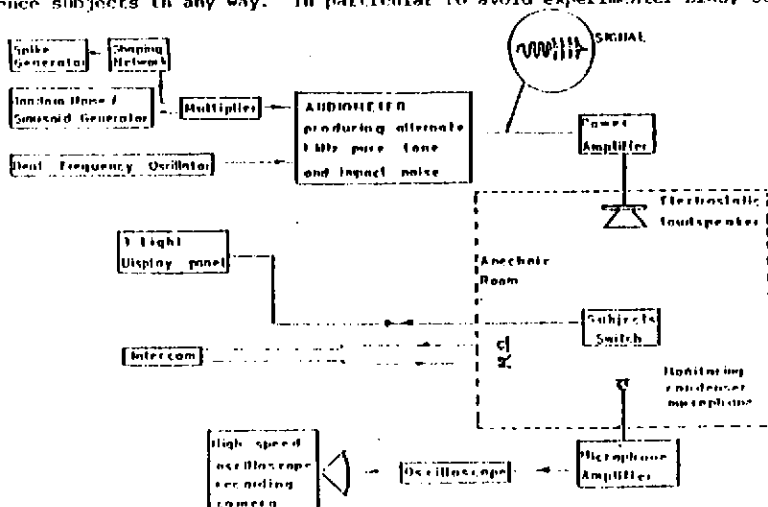 ence subjects in any way. In particular to avoid experimenter bias,
SIGNAL
Spike
Generator
Shaping
Network
Random Noise /
Sinusoid Generator
Multiplier
AUDIOMETER
producing alternate
1 kHz pure tone
and impact noise
Power
Amplifier
Beat Frequency Oscillator
Electrostatic
loudspeaker
3 Light
Display panel
Anechoic
Room
Subjects
Switch
Intercom
Monitoring
condenser
microphone
High speed
oscilloscope
recording
camera
Oscilloscope
Microphone
Amplifier